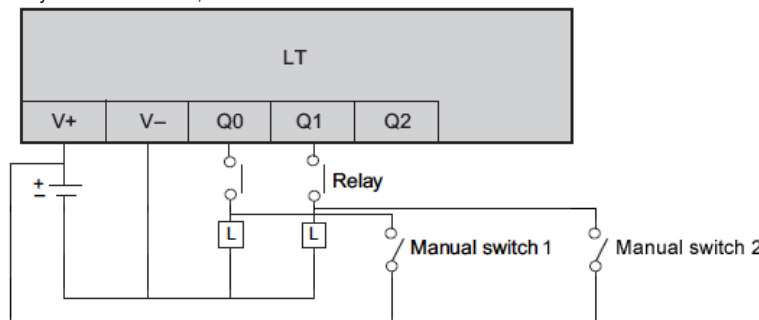 LT
V+ V– Q0 Q1 Q2
+
–
Relay
L L
Manual switch 1 Manual switch 2